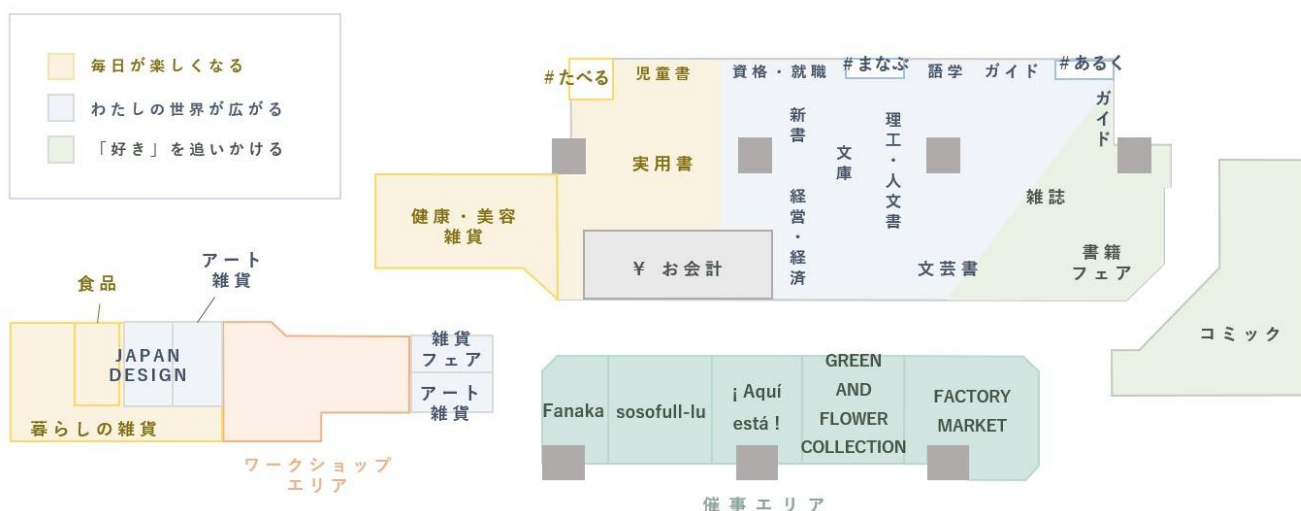 毎日が楽しくなる
わたしの世界が広がる
「好き」を追いかける
#たべる
児童書
資格・就職
#まなぶ
語学
ガイド
#あるく
ガイド
新書
理工・人文書
文庫
実用書
経営・経済
雑誌
健康・美容
雑貨
¥ お会計
文芸書
書籍
フェア
コミック
食品
アート
雑貨
JAPAN
DESIGN
暮らしの雑貨
雑貨
フェア
アート
雑貨
ワークショップ
エリア
Fanaka
sosofull-lu
¡ Aquí
está !
GREEN
AND
FLOWER
COLLECTION
FACTORY
MARKET
催事エリア